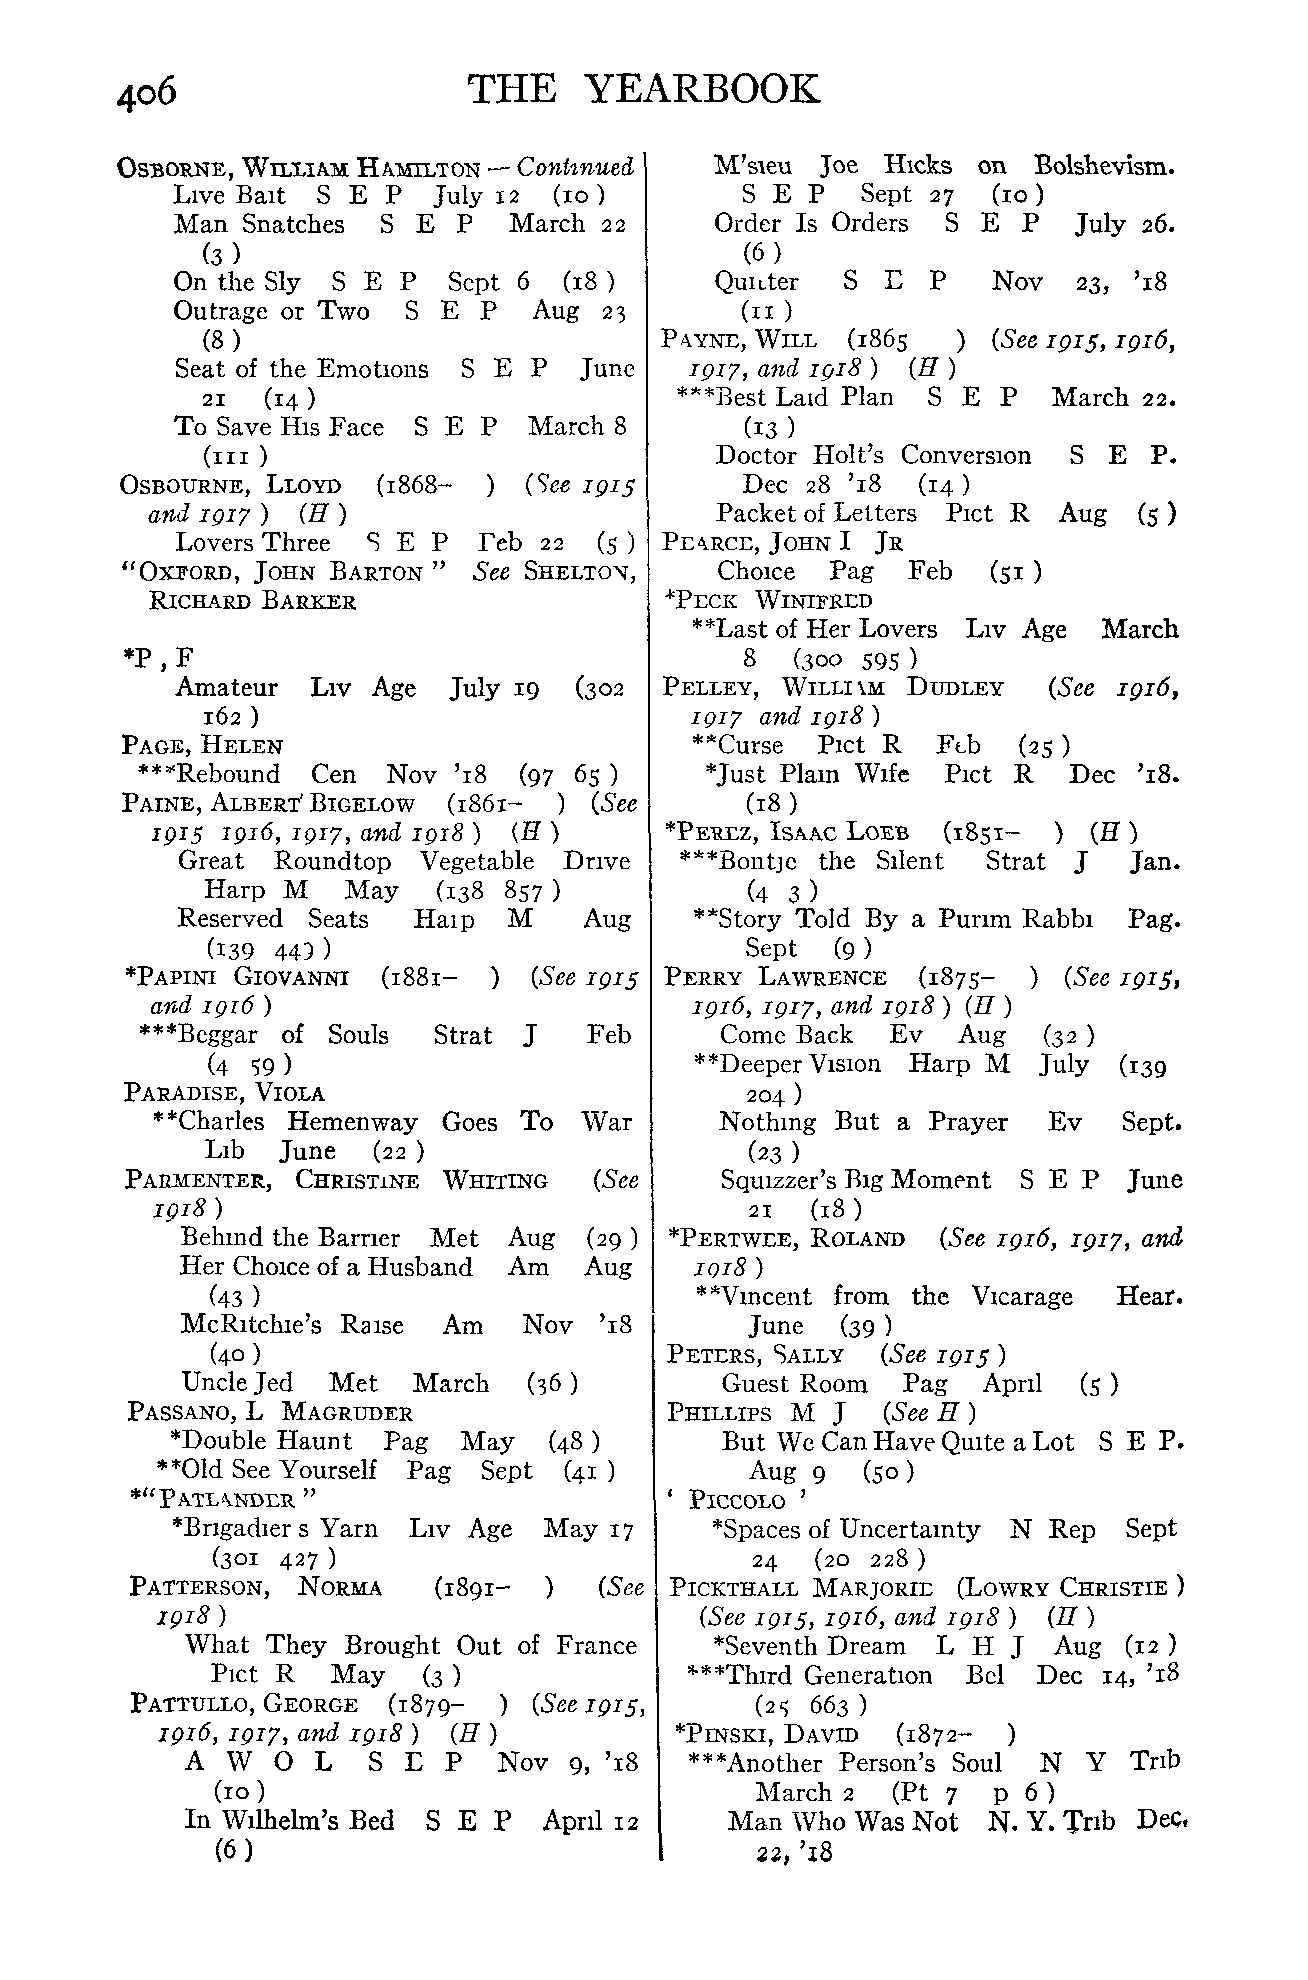 406 THE YEARBOOK
OSBORNE, WILLIAM HAMILTON — Continued
Live Bait S E P July 12 (10 )
Man Snatches S E P March 22
(3 )
On the Sly S E P Sept 6 (18 )
Outrage or Two S E P Aug 23
(8 )
Seat of the Emotions S E P June
21 (14 )
To Save His Face S E P March 8
(111 )
OSBOURNE, LLOYD (1868– ) (See 1915
and 1917 ) (H )
Lovers Three S E P Feb 22 (5 )
"OXFORD, JOHN BARTON " See SHELTON,
RICHARD BARKER
*P , F
Amateur Liv Age July 19 (302
162 )
PAGE, HELEN
***Rebound Cen Nov '18 (97 65 )
PAINE, ALBERT BIGELOW (1861– ) (See
1915 1916, 1917, and 1918 ) (H )
Great Roundtop Vegetable Drive
Harp M May (138 857 )
Reserved Seats Harp M Aug
(139 449 )
*PAPINI GIOVANNI (1881– ) (See 1915
and 1916 )
***Beggar of Souls Strat J Feb
(4 59 )
PARADISE, VIOLA
**Charles Hemenway Goes To War
Lib June (22 )
PARMENTER, CHRISTINE WHITING (See
1918 )
Behind the Barrier Met Aug (29 )
Her Choice of a Husband Am Aug
(43 )
McRitchie's Raise Am Nov '18
(40 )
Uncle Jed Met March (36 )
PASSANO, L MAGRUDER
*Double Haunt Pag May (48 )
**Old See Yourself Pag Sept (41 )
*"PATLANDER "
*Brigadier s Yarn Liv Age May 17
(301 427 )
PATTERSON, NORMA (1891– ) (See
1918 )
What They Brought Out of France
Pict R May (3 )
PATTULLO, GEORGE (1879– ) (See 1915,
1916, 1917, and 1918 ) (H )
A W O L S E P Nov 9, '18
(10 )
In Wilhelm's Bed S E P April 12
(6 )
M'sieu Joe Hicks on Bolshevism.
S E P Sept 27 (10 )
Order Is Orders S E P July 26.
(6 )
Quitter S E P Nov 23, '18
(11 )
PAYNE, WILL (1865 ) (See 1915, 1916,
1917, and 1918 ) (H )
***Best Laid Plan S E P March 22.
(13 )
Doctor Holt's Conversion S E P.
Dec 28 '18 (14 )
Packet of Letters Pict R Aug (5 )
PEARCE, JOHN I JR
Choice Pag Feb (51 )
*PECK WINIFRED
**Last of Her Lovers Liv Age March
8 (300 595 )
PELLEY, WILLIAM DUDLEY (See 1916,
1917 and 1918 )
**Curse Pict R Feb (25 )
*Just Plain Wife Pict R Dec '18.
(18 )
*PEREZ, ISAAC LOEB (1851– ) (H )
***Bontje the Silent Strat J Jan.
(4 3 )
**Story Told By a Purim Rabbi Pag.
Sept (9 )
PERRY LAWRENCE (1875– ) (See 1915,
1916, 1917, and 1918 ) (H )
Come Back Ev Aug (32 )
**Deeper Vision Harp M July (139
204 )
Nothing But a Prayer Ev Sept.
(23 )
Squizzer's Big Moment S E P June
21 (18 )
*PERTWEE, ROLAND (See 1916, 1917, and
1918 )
**Vincent from the Vicarage Hear.
June (39 )
PETERS, SALLY (See 1915 )
Guest Room Pag April (5 )
PHILLIPS M J (See H )
But We Can Have Quite a Lot S E P.
Aug 9 (50 )
' PICCOLO '
*Spaces of Uncertainty N Rep Sept
24 (20 228 )
PICKTHALL MARJORIE (LOWRY CHRISTIE )
(See 1915, 1916, and 1918 ) (H )
*Seventh Dream L H J Aug (12 )
***Third Generation Bel Dec 14, '18
(25 663 )
*PINSKI, DAVID (1872– )
***Another Person's Soul N Y Trib
March 2 (Pt 7 p 6 )
Man Who Was Not N. Y. Trib Dec.
22, '18